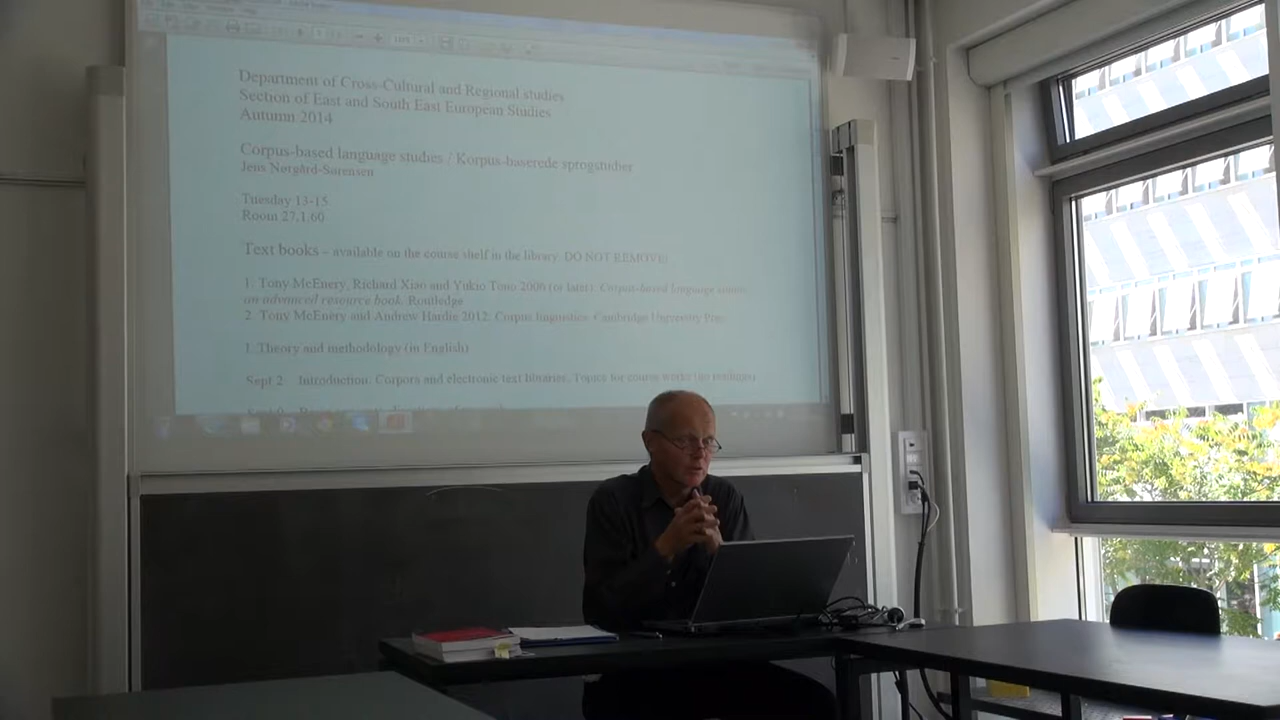 Department of Cross-Cultural and Regional studies
Section of East and South East European Studies
Autumn 2014
Corpus-based language studies / Korpus-baserede sprogstudier
Jens Nørgård-Sørensen
Tuesday 13-15
Room 27.1.60
Text books – available on the course shelf in the library. DO NOT REMOVE!
1. Tony McEnery, Richard Xiao and Yukio Tono 2006 (or later). Corpus-based language studies
an advanced resource book. Routledge
2. Tony McEnery and Andrew Hardie 2012. Corpus linguistics. Cambridge University Press
I. Theory and methodology (in English)
Sept 2 Introduction. Corpora and electronic text libraries. Topics for course works